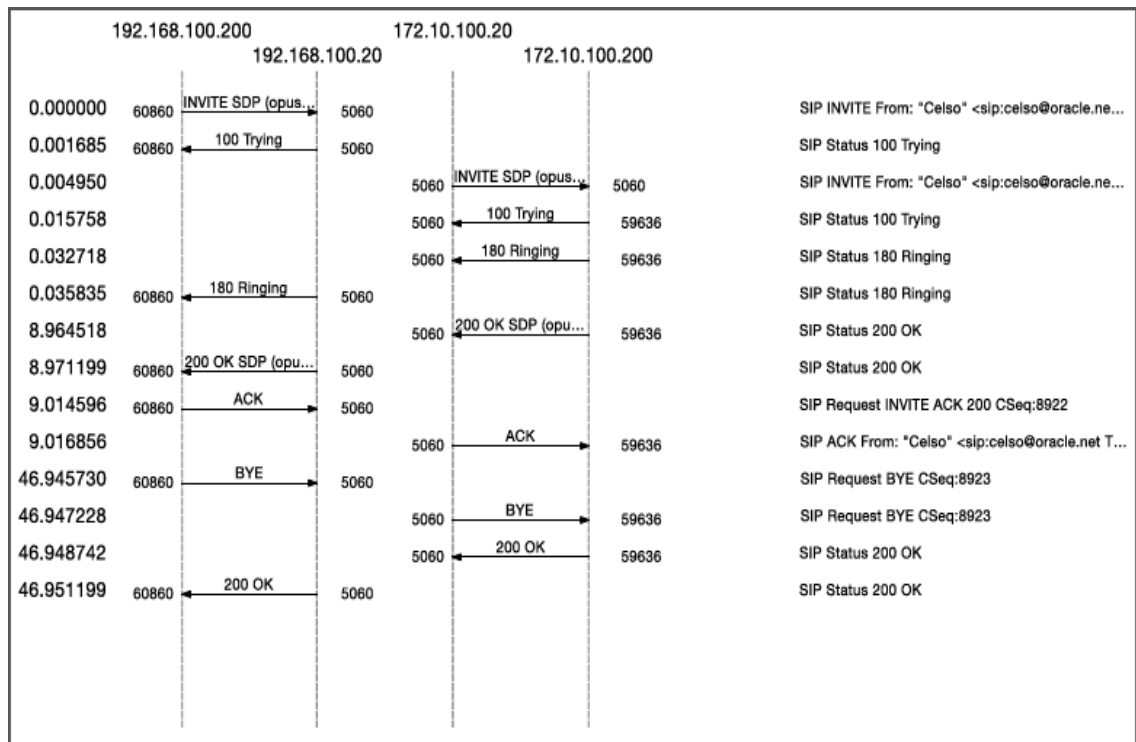 192.168.100.200 172.10.100.20
192.168.100.20 172.10.100.200
0.000000 60860 INVITE SDP (opus... 5060 SIP INVITE From: "Celso" <sip:celso@oracle.ne...
0.001685 60860 100 Trying 5060 SIP Status 100 Trying
0.004950 5060 INVITE SDP (opus... 5060 SIP INVITE From: "Celso" <sip:celso@oracle.ne...
0.015758 5060 100 Trying 59636 SIP Status 100 Trying
0.032718 5060 180 Ringing 59636 SIP Status 180 Ringing
0.035835 60860 180 Ringing 5060 SIP Status 180 Ringing
8.964518 5060 200 OK SDP (opu... 59636 SIP Status 200 OK
8.971199 60860 200 OK SDP (opu... 5060 SIP Status 200 OK
9.014596 60860 ACK 5060 SIP Request INVITE ACK 200 CSeq:8922
9.016856 5060 ACK 59636 SIP ACK From: "Celso" <sip:celso@oracle.net T...
46.945730 60860 BYE 5060 SIP Request BYE CSeq:8923
46.947228 5060 BYE 59636 SIP Request BYE CSeq:8923
46.948742 5060 200 OK 59636 SIP Status 200 OK
46.951199 60860 200 OK 5060 SIP Status 200 OK